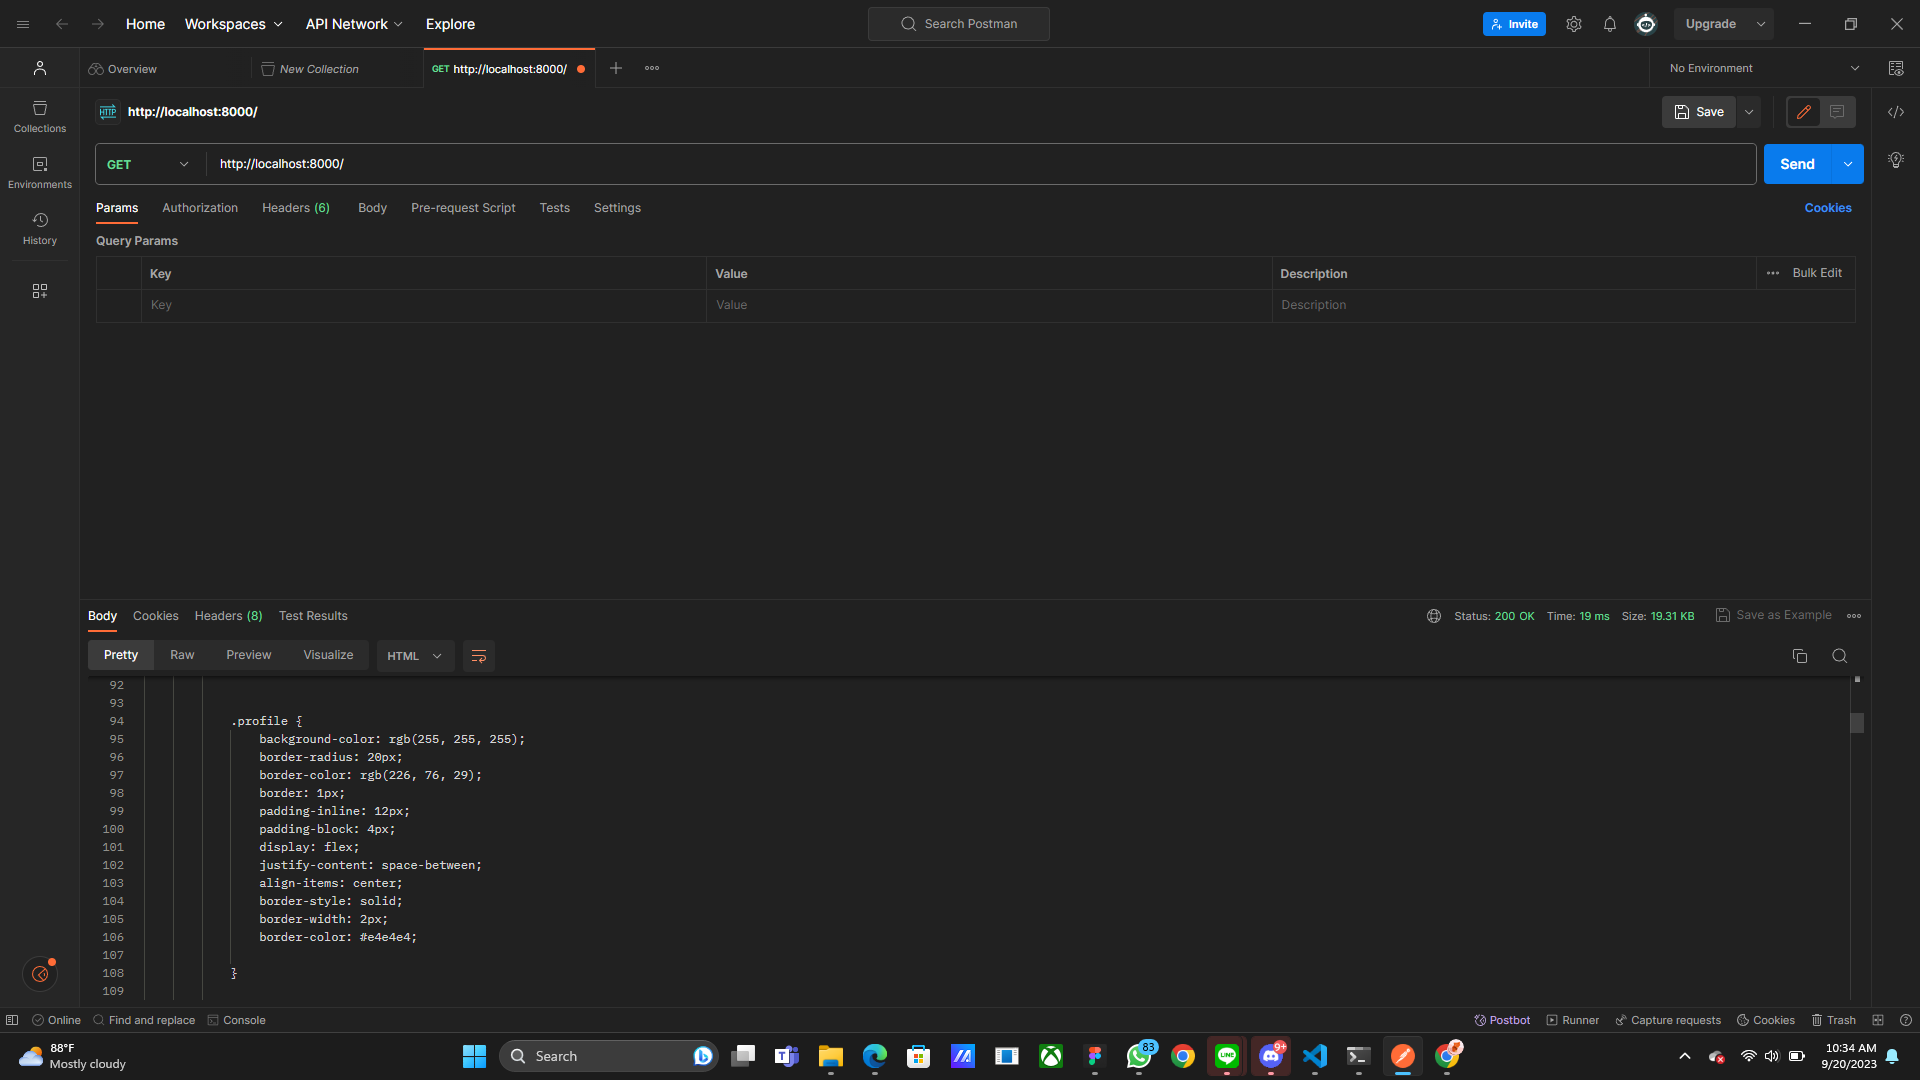 Home Workspaces API Network Explore Search Postman Invite Upgrade
Overview New Collection GET http://localhost:8000/ No Environment
HTTP http://localhost:8000/ Save
GET http://localhost:8000/ Send
Params Authorization Headers (6) Body Pre-request Script Tests Settings Cookies
Query Params
Key Value Description Bulk Edit
Key Value Description
Collections
Environments
History
Body Cookies Headers (8) Test Results Status: 200 OK Time: 19 ms Size: 19.31 KB Save as Example
Pretty Raw Preview Visualize HTML
92
93
94 .profile {
95 background-color: rgb(255, 255, 255);
96 border-radius: 20px;
97 border-color: rgb(226, 76, 29);
98 border: 1px;
99 padding-inline: 12px;
100 padding-block: 4px;
101 display: flex;
102 justify-content: space-between;
103 align-items: center;
104 border-style: solid;
105 border-width: 2px;
106 border-color: #e4e4e4;
107
108 }
109
Online Find and replace Console Postbot Runner Capture requests Cookies Trash
88°F
Mostly cloudy
Search
83
LINE
9+
10:34 AM
9/20/2023